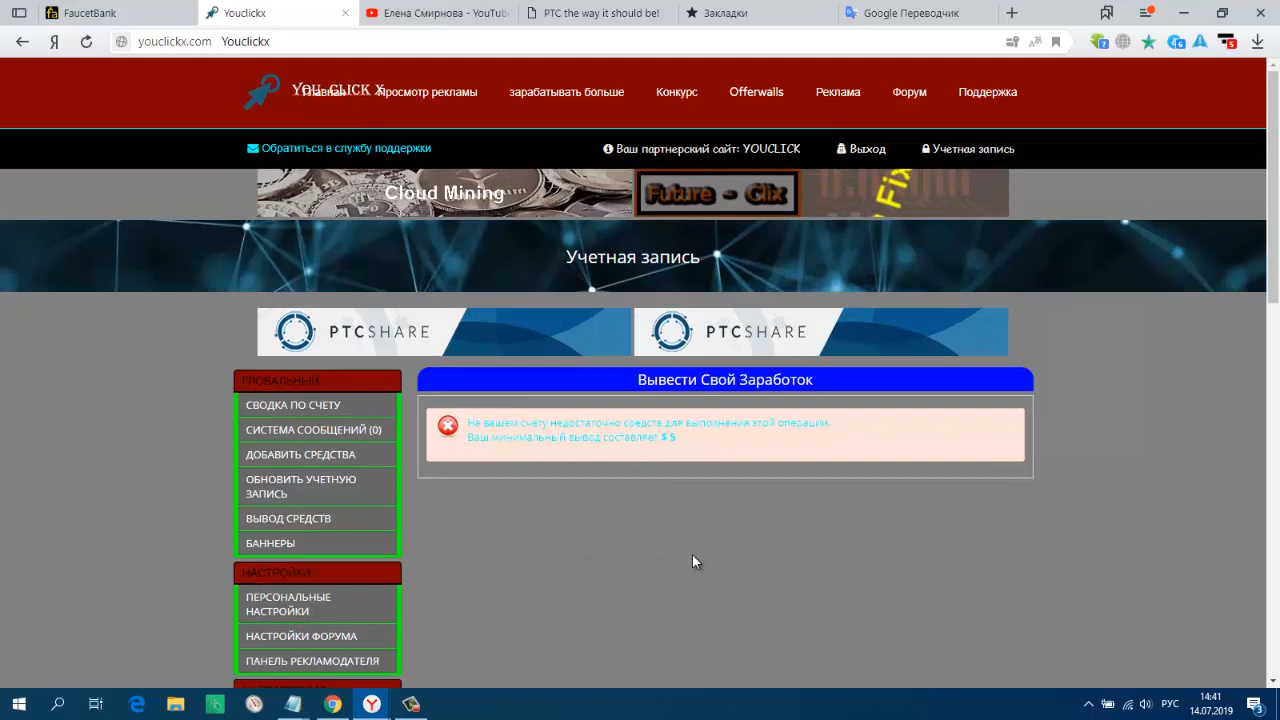 FaucetBank
Youclickx
Елена Смирнова - YouTub
PTC the way it should be!
Закладки
Google Переводчик
youclickx.com Youclickx
YOU CLICK X
Главная
Просмотр рекламы
зарабатывать больше
Конкурс
Offerwalls
Реклама
Форум
Поддержка
Обратиться в службу поддержки
Ваш партнерский сайт: YOUCLICK
Выход
Учетная запись
Cloud Mining
Future - Clix
Fix
Учетная запись
PTCSHARE
PTCSHARE
ГЛОБАЛЬНЫЙ
СВОДКА ПО СЧЕТУ
СИСТЕМА СООБЩЕНИЙ (0)
ДОБАВИТЬ СРЕДСТВА
ОБНОВИТЬ УЧЕТНУЮ
ЗАПИСЬ
ВЫВОД СРЕДСТВ
БАННЕРЫ
НАСТРОЙКИ
ПЕРСОНАЛЬНЫЕ
НАСТРОЙКИ
НАСТРОЙКИ ФОРУМА
ПАНЕЛЬ РЕКЛАМОДАТЕЛЯ
Вывести Свой Заработок
На вашем счету недостаточно средств для выполнения этой операции.
Ваш минимальный вывод составляет $ 5
РУС
14:41
14.07.2019